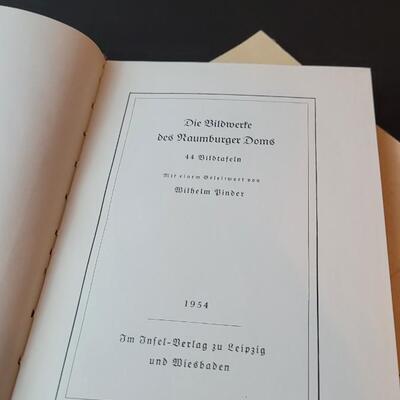 Die Bildwerke
des Naumburger Doms
44 Bildtafeln
Mit einem Geleitwort von
Wilhelm Pinder
1954
Im Insel-Verlag zu Leipzig
und Wiesbaden